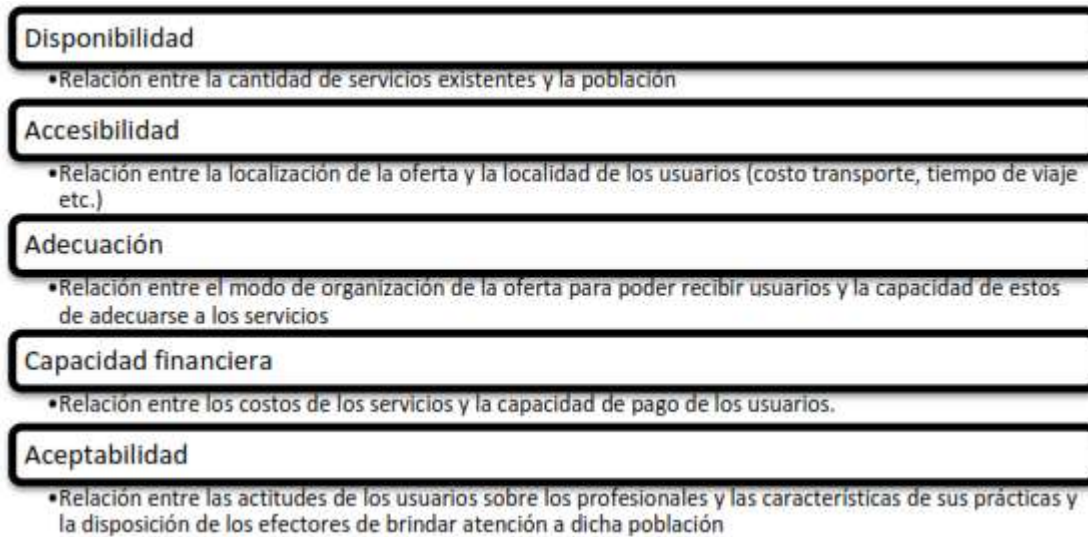 Disponibilidad
•Relación entre la cantidad de servicios existentes y la población
Accesibilidad
•Relación entre la localización de la oferta y la localidad de los usuarios (costo transporte, tiempo de viaje
etc.)
Adecuación
•Relación entre el modo de organización de la oferta para poder recibir usuarios y la capacidad de estos
de adecuarse a los servicios
Capacidad financiera
•Relación entre los costos de los servicios y la capacidad de pago de los usuarios.
Aceptabilidad
•Relación entre las actitudes de los usuarios sobre los profesionales y las características de sus prácticas y
la disposición de los efectores de brindar atención a dicha población